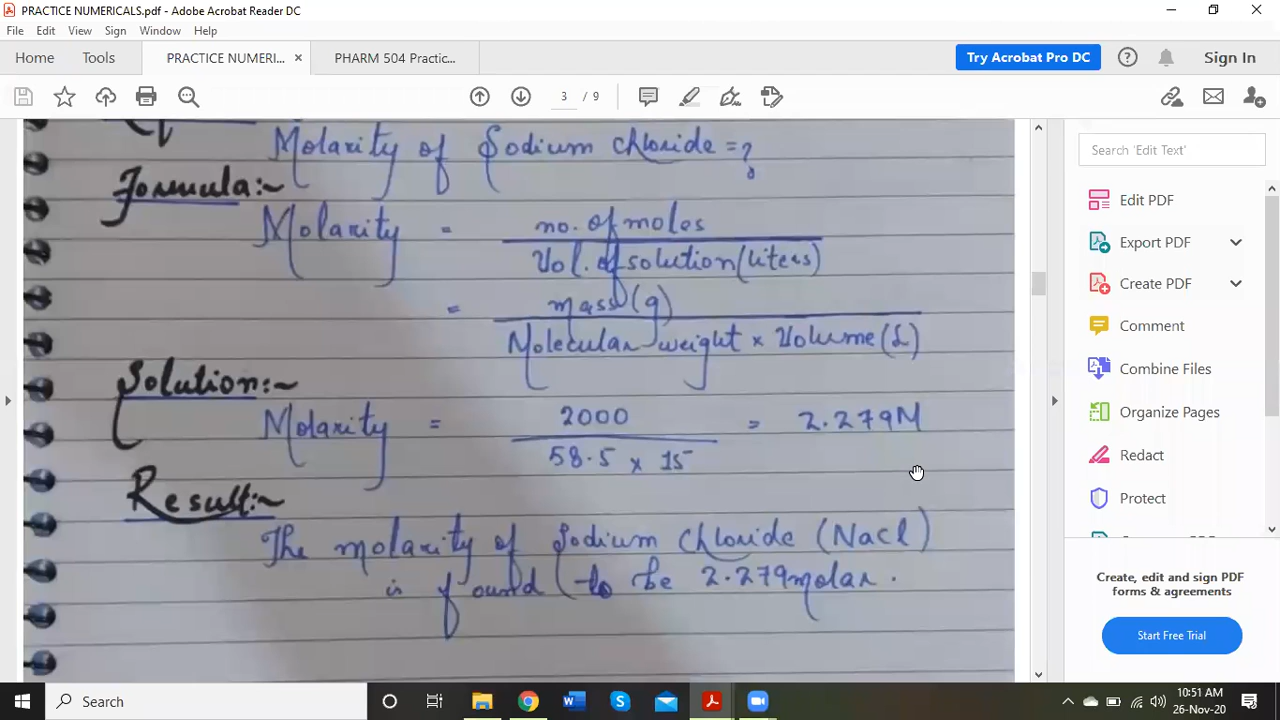 PRACTICE NUMERICALS.pdf - Adobe Acrobat Reader DC
File Edit View Sign Window Help
Home Tools PRACTICE NUMERI... × PHARM 504 Practic... Try Acrobat Pro DC Sign In
3 / 9
Molarity of Sodium chloride = ?
Search 'Edit Text'
Formula:~
Molarity = no. of moles
Vol. of solution (liters)
= mass (g)
Molecular weight × Volume (L)
Solution:~
Molarity = 2000 = 2.279M
58.5 × 15
Result:~
The molarity of Sodium Chloride (NaCl)
is found to be 2.279 molar.
Edit PDF
Export PDF
Create PDF
Comment
Combine Files
Organize Pages
Redact
Protect
Create, edit and sign PDF
forms & agreements
Start Free Trial
Search
10:51 AM
26-Nov-20